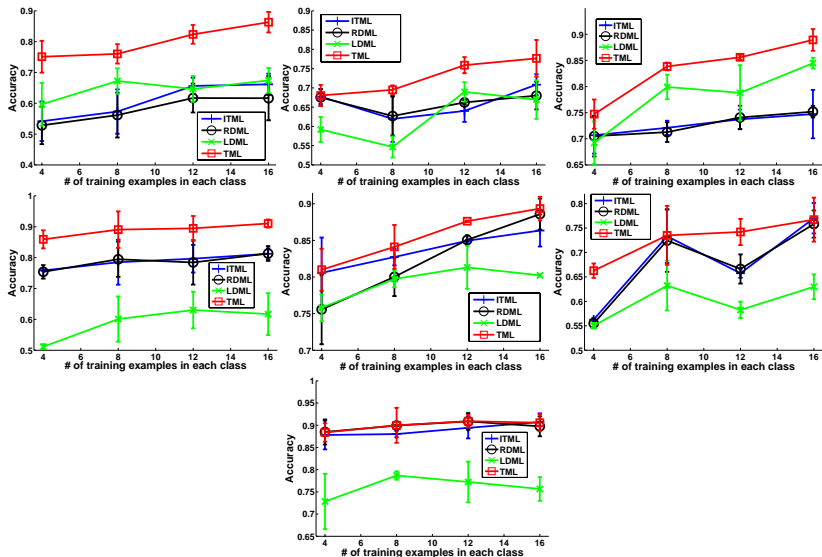 0.9
0.8
0.7
0.6
0.5
0.4
Accuracy
ITML
RDML
LDML
TML
4 6 8 10 12 14 16
# of training examples in each class
0.9
0.85
0.8
0.75
0.7
0.65
0.6
0.55
0.5
Accuracy
ITML
RDML
LDML
TML
4 6 8 10 12 14 16
# of training examples in each class
0.9
0.85
0.8
0.75
0.7
0.65
Accuracy
ITML
RDML
LDML
TML
4 6 8 10 12 14 16
# of training examples in each class
1
0.9
0.8
0.7
0.6
0.5
Accuracy
ITML
RDML
LDML
TML
4 6 8 10 12 14 16
# of training examples in each class
0.9
0.85
0.8
0.75
0.7
Accuracy
ITML
RDML
LDML
TML
4 6 8 10 12 14 16
# of training examples in each class
0.8
0.75
0.7
0.65
0.6
0.55
0.5
Accuracy
ITML
RDML
LDML
TML
4 6 8 10 12 14 16
# of training examples in each class
1
0.95
0.9
0.85
0.8
0.75
0.7
0.65
Accuracy
ITML
RDML
LDML
TML
4 6 8 10 12 14 16
# of training examples in each class